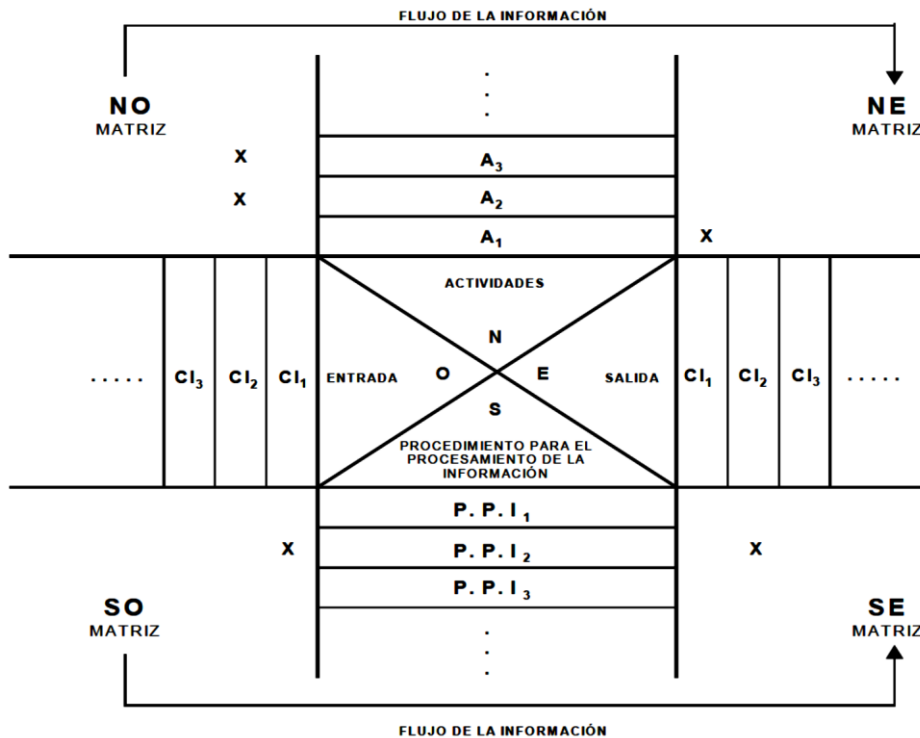 FLUJO DE LA INFORMACIÓN
NO
MATRIZ
NE
MATRIZ
.
.
.
X
A3
X
A2
A1
X
ACTIVIDADES
N
..... CI3 CI2 CI1 ENTRADA O E SALIDA CI1 CI2 CI3 .....
S
PROCEDIMIENTO PARA EL
PROCESAMIENTO DE LA
INFORMACIÓN
P. P. I1
X P. P. I2 X
P. P. I3
SO
MATRIZ
SE
MATRIZ
.
.
.
FLUJO DE LA INFORMACIÓN